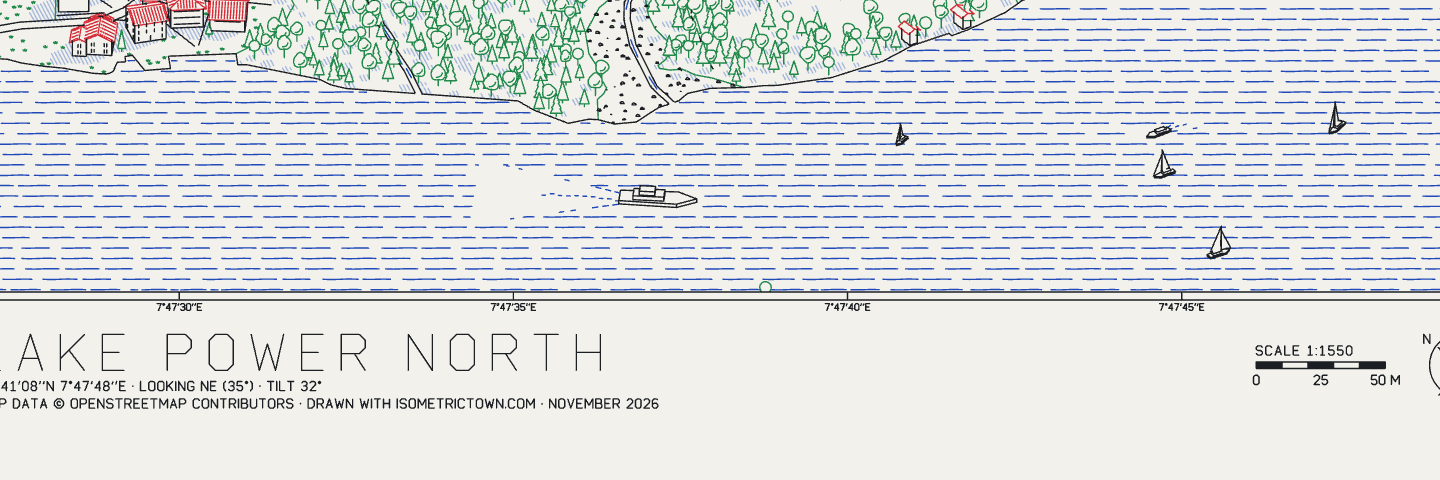 7°47'30"E 7°47'35"E 7°47'40"E 7°47'45"E
LAKE POWER NORTH
41'08"N 7°47'48"E · LOOKING NE (35°) · TILT 32°
P DATA © OPENSTREETMAP CONTRIBUTORS · DRAWN WITH ISOMETRICTOWN.COM · NOVEMBER 2026
SCALE 1:1550
0 25 50 M
N